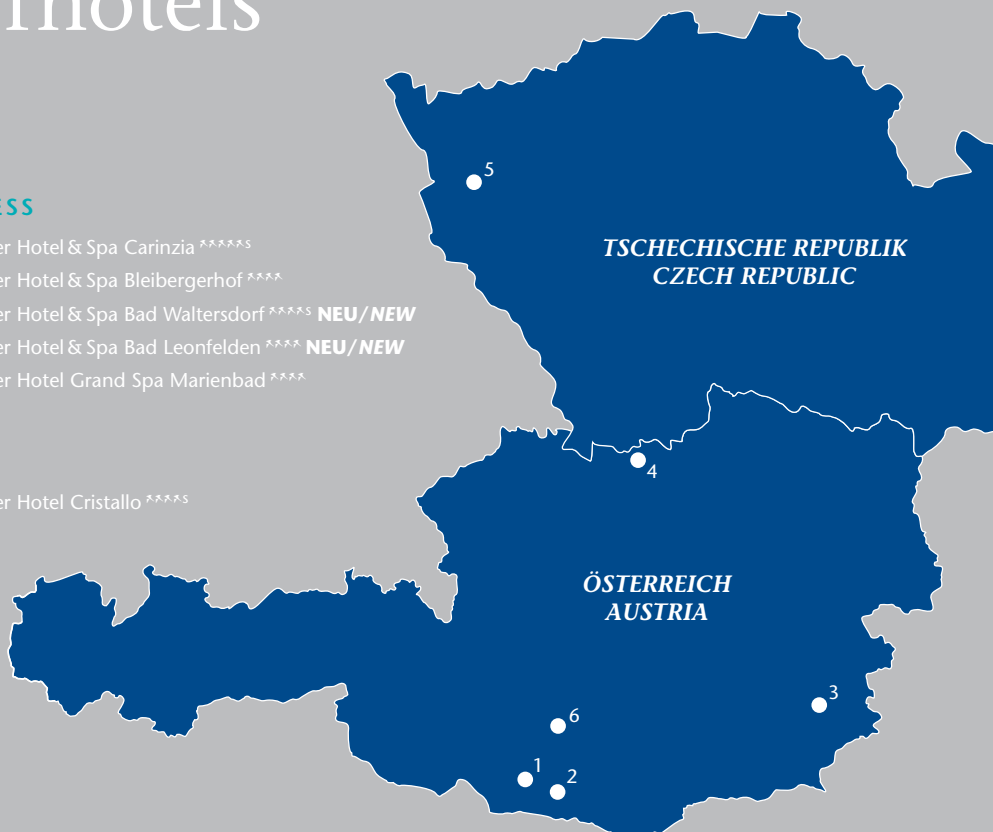 rhotels
ESS
er Hotel & Spa Carinzia ****S
er Hotel & Spa Bleibergerhof
er Hotel & Spa Bad Waltersdorf S NEU/NEW
er Hotel & Spa Bad Leonfelden NEU/NEW
er Hotel Grand Spa Marienbad
er Hotel Cristallo S
5
TSCHECHISCHE REPUBLIK
CZECH REPUBLIC
4
ÖSTERREICH
AUSTRIA
3
6
1
2